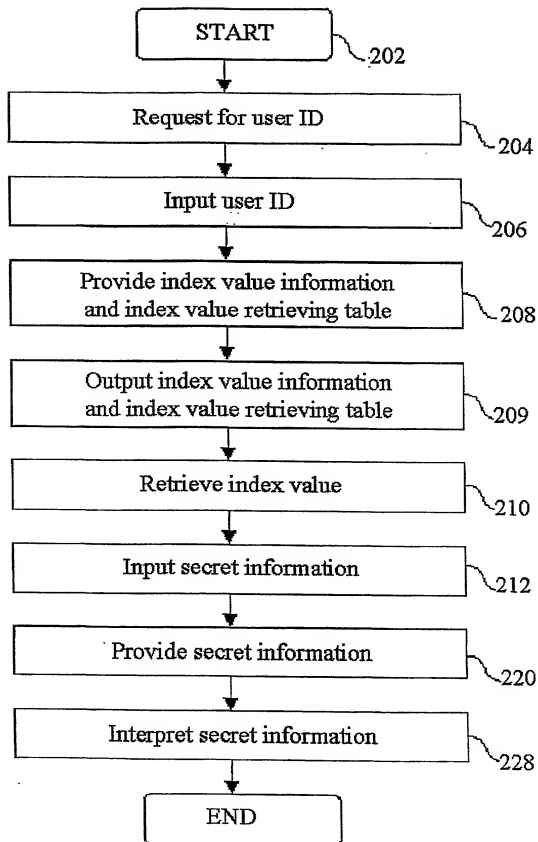 START
202
Request for user ID
204
Input user ID
206
Provide index value information
and index value retrieving table
208
Output index value information
and index value retrieving table
209
Retrieve index value
210
Input secret information
212
Provide secret information
220
Interpret secret information
228
END